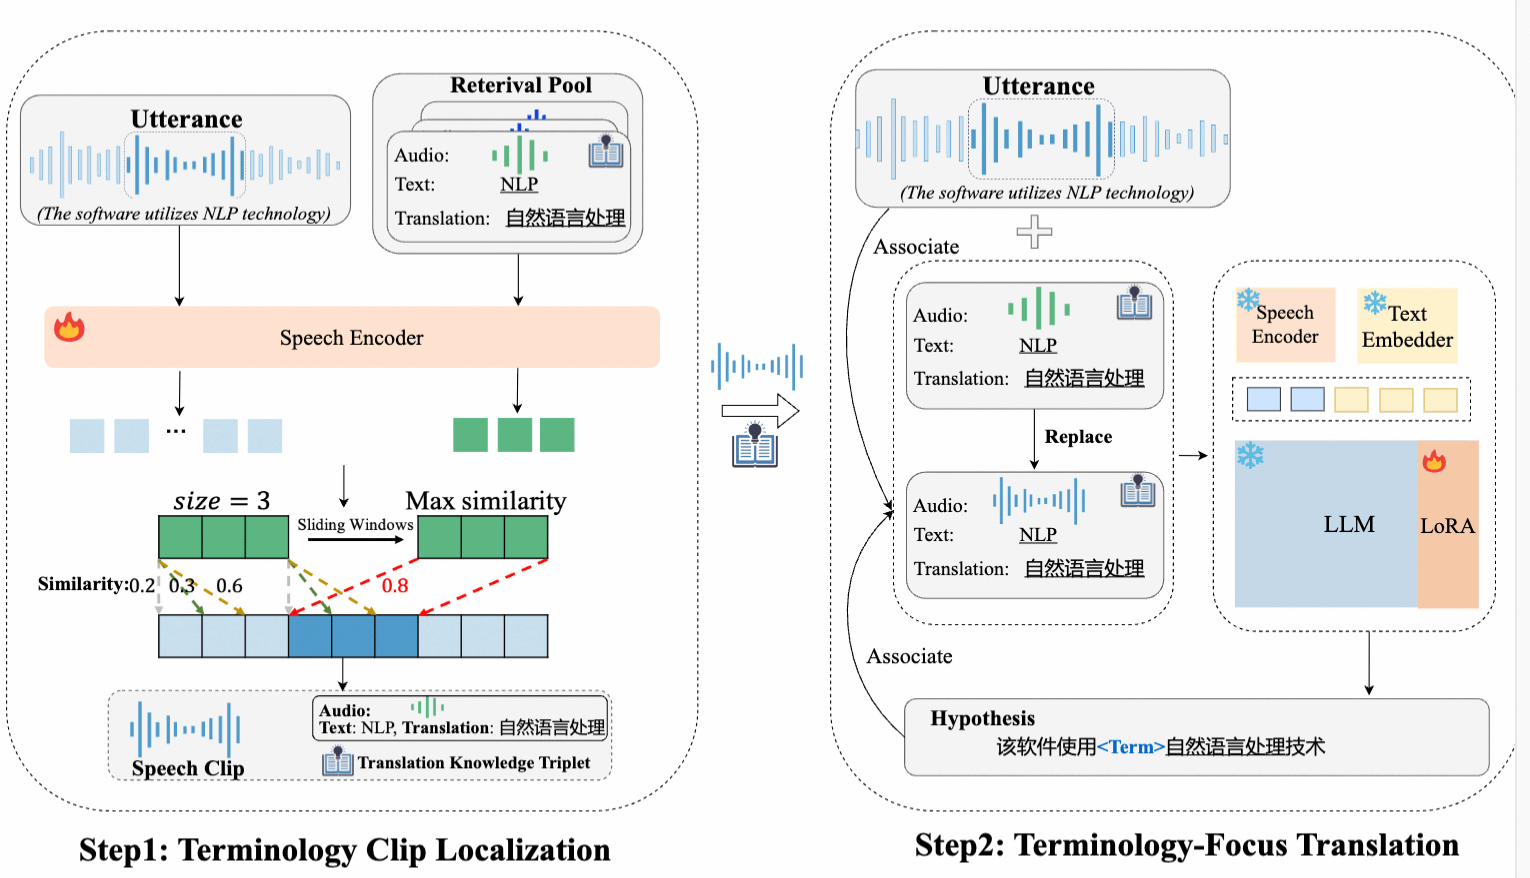 Utterance
(The software utilizes NLP technology)
Reterival Pool
Audio:
Text: NLP
Translation: 自然语言处理
Speech Encoder
...
size = 3
Sliding Windows
Max similarity
Similarity:0.2 0.3 0.6 0.8
Speech Clip
Audio:
Text: NLP, Translation: 自然语言处理
Translation Knowledge Triplet
Step1: Terminology Clip Localization
Utterance
(The software utilizes NLP technology)
Associate
Audio:
Text: NLP
Translation: 自然语言处理
Replace
Audio:
Text: NLP
Translation: 自然语言处理
Associate
Speech
Encoder
Text
Embedder
LLM
LoRA
Hypothesis
该软件使用<Term>自然语言处理技术
Step2: Terminology-Focus Translation